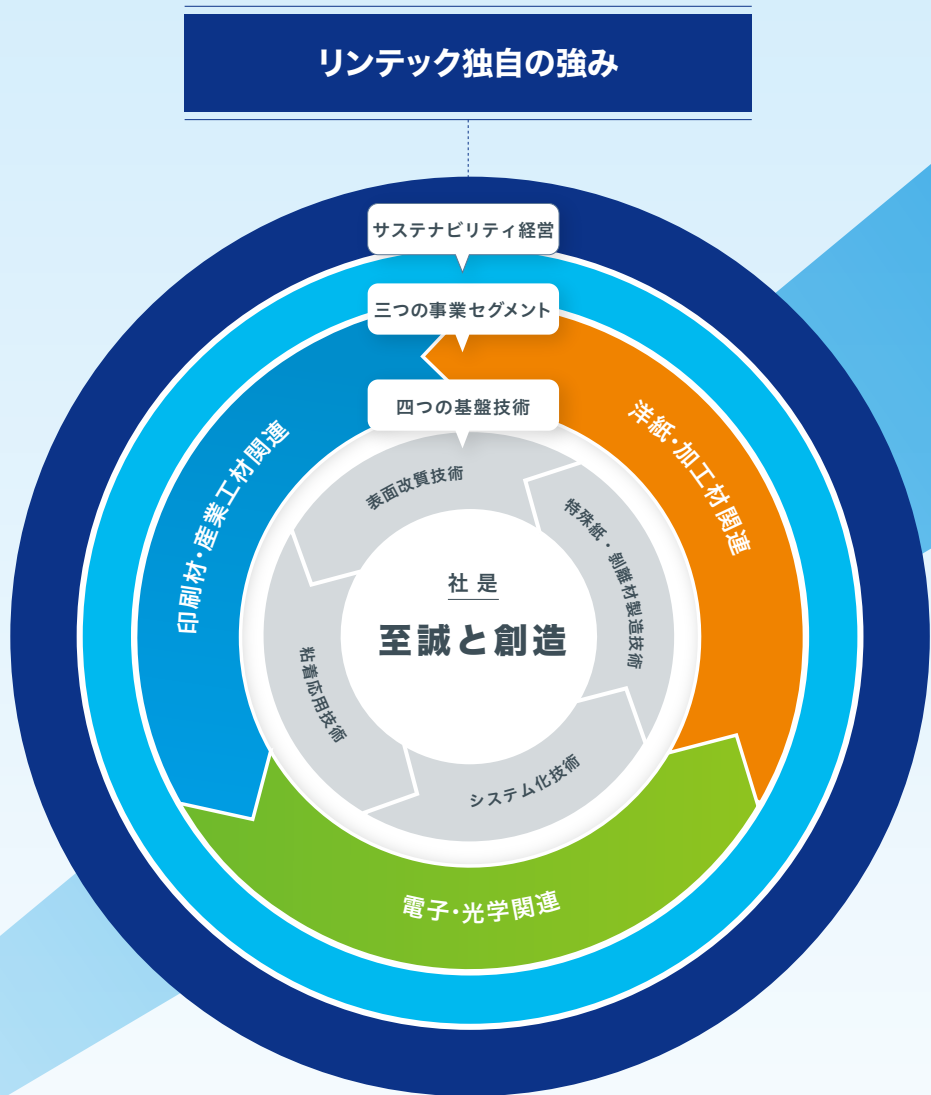 リンテック独自の強み
サステナビリティ経営
三つの事業セグメント
四つの基盤技術
印刷材・産業工材関連
洋紙・加工材関連
電子・光学関連
表面改質技術
特殊紙・剝離材製造技術
システム化技術
粘着応用技術
社是
至誠と創造